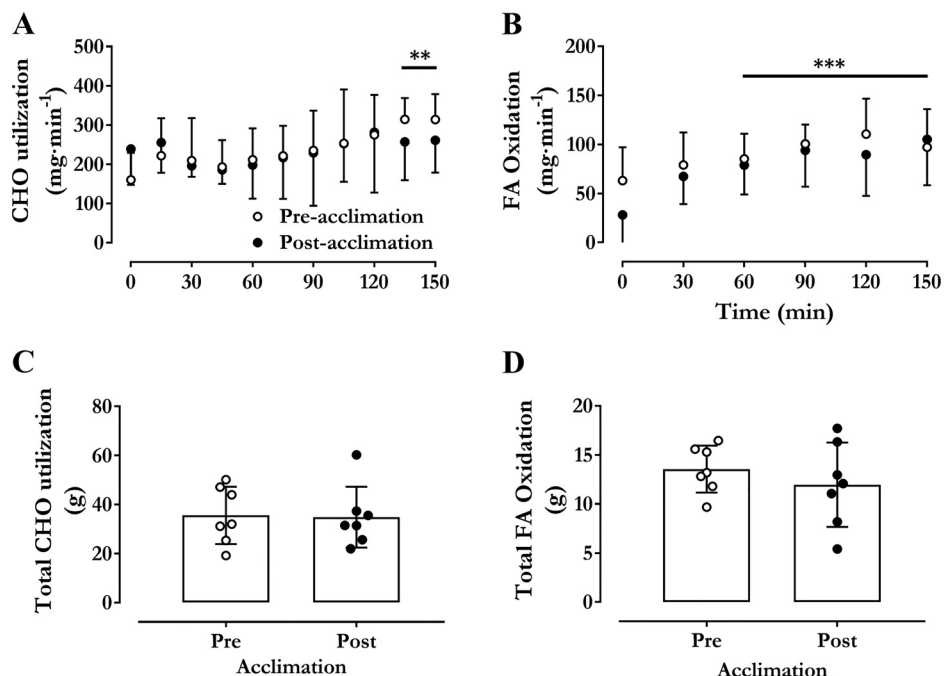 A
CHO utilization
(mg·min⁻¹)
500
400
300
200
100
0
**
Pre-acclimation
Post-acclimation
0 30 60 90 120 150
B
FA Oxidation
(mg·min⁻¹)
200
150
100
50
0
***
0 30 60 90 120 150
Time (min)
C
Total CHO utilization
(g)
80
60
40
20
0
Pre Post
Acclimation
D
Total FA Oxidation
(g)
20
15
10
5
0
Pre Post
Acclimation